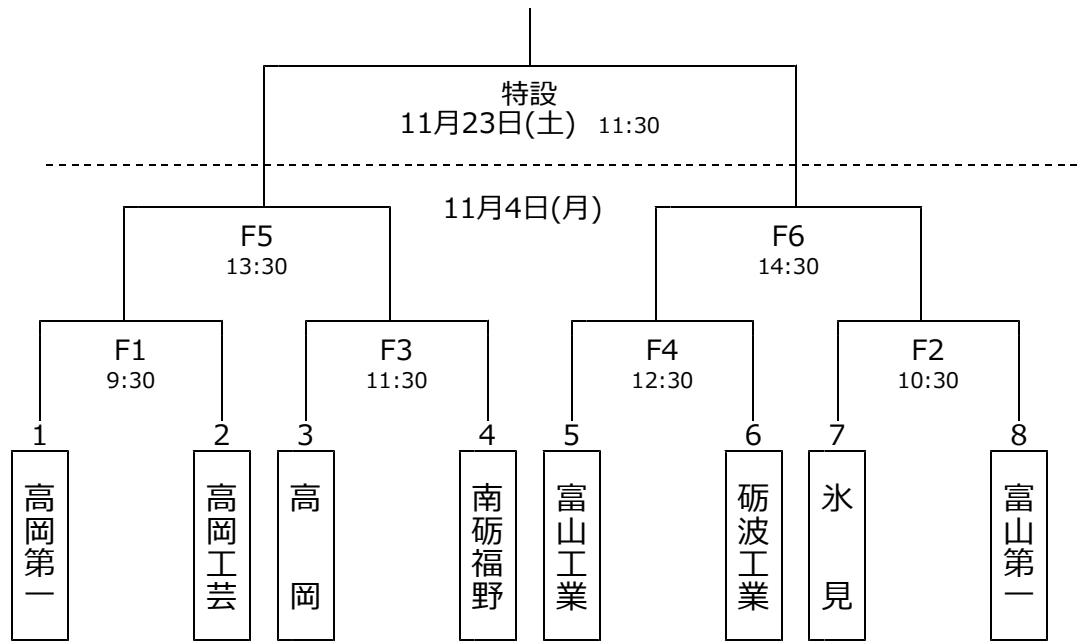 特設
11月23日(土) 11:30
11月4日(月)
F5
13:30
F6
14:30
F1
9:30
F3
11:30
F4
12:30
F2
10:30
1
2
3
4
5
6
7
8
高岡第一
高岡工芸
高岡
南砺福野
富山工業
砺波工業
氷見
富山第一